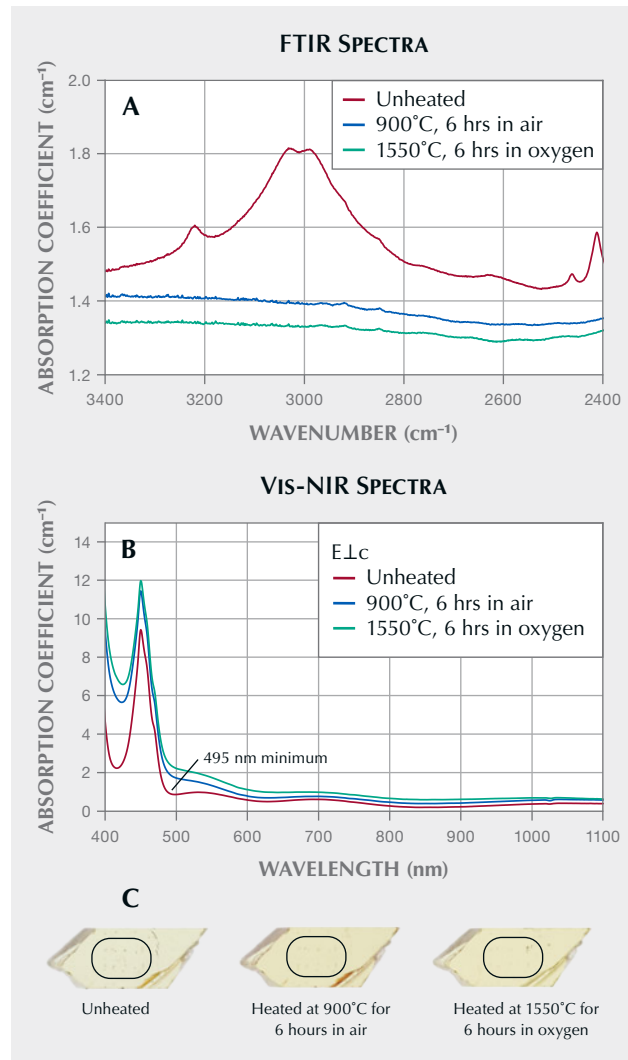 FTIR SPECTRA
A
ABSORPTION COEFFICIENT (cm⁻¹)
2.0
1.8
1.6
1.4
1.2
Unheated
900˚C, 6 hrs in air
1550˚C, 6 hrs in oxygen
3400 3200 3000 2800 2600 2400
WAVENUMBER (cm⁻¹)
VIS-NIR SPECTRA
B
ABSORPTION COEFFICIENT (cm⁻¹)
14
12
10
8
6
4
2
0
E⊥c
Unheated
900˚C, 6 hrs in air
1550˚C, 6 hrs in oxygen
495 nm minimum
400 500 600 700 800 900 1000 1100
WAVELENGTH (nm)
C
Unheated
Heated at 900˚C for
6 hours in air
Heated at 1550˚C for
6 hours in oxygen